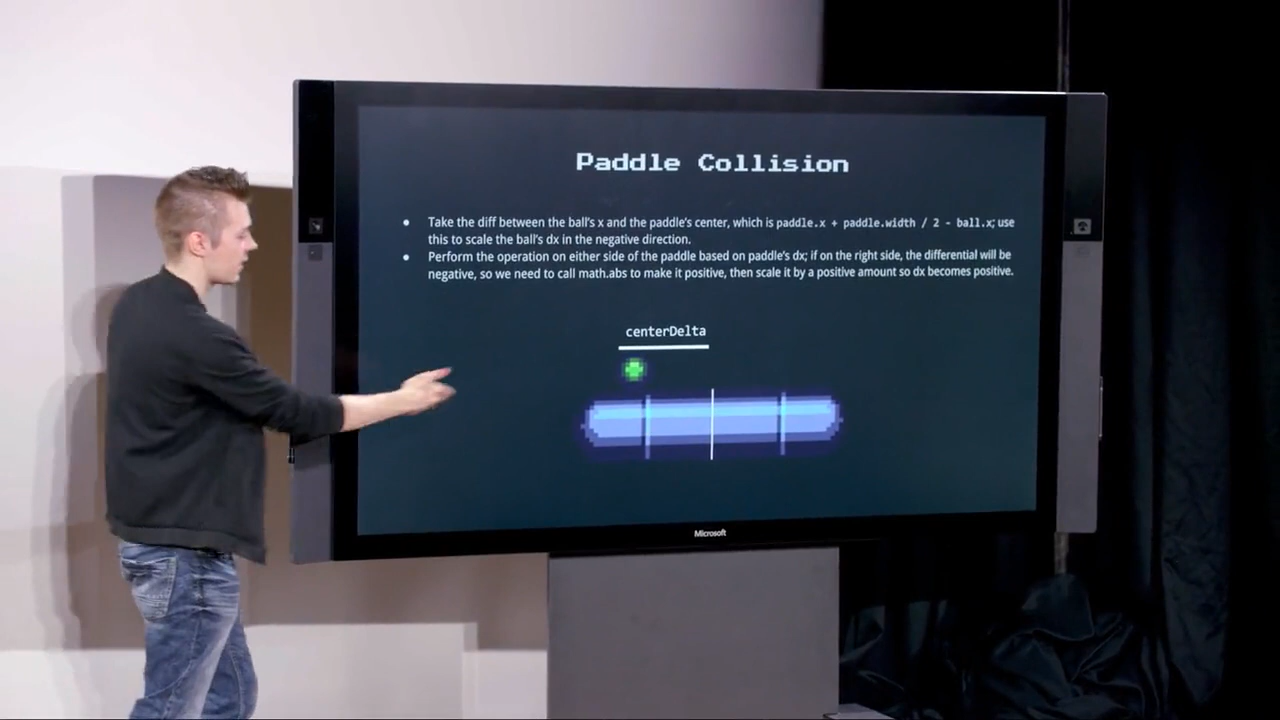 Paddle Collision
● Take the diff between the ball's x and the paddle's center, which is paddle.x + paddle.width / 2 - ball.x; use
this to scale the ball's dx in the negative direction.
● Perform the operation on either side of the paddle based on paddle's dx; if on the right side, the differential will be
negative, so we need to call math.abs to make it positive, then scale it by a positive amount so dx becomes positive.
centerDelta
Microsoft